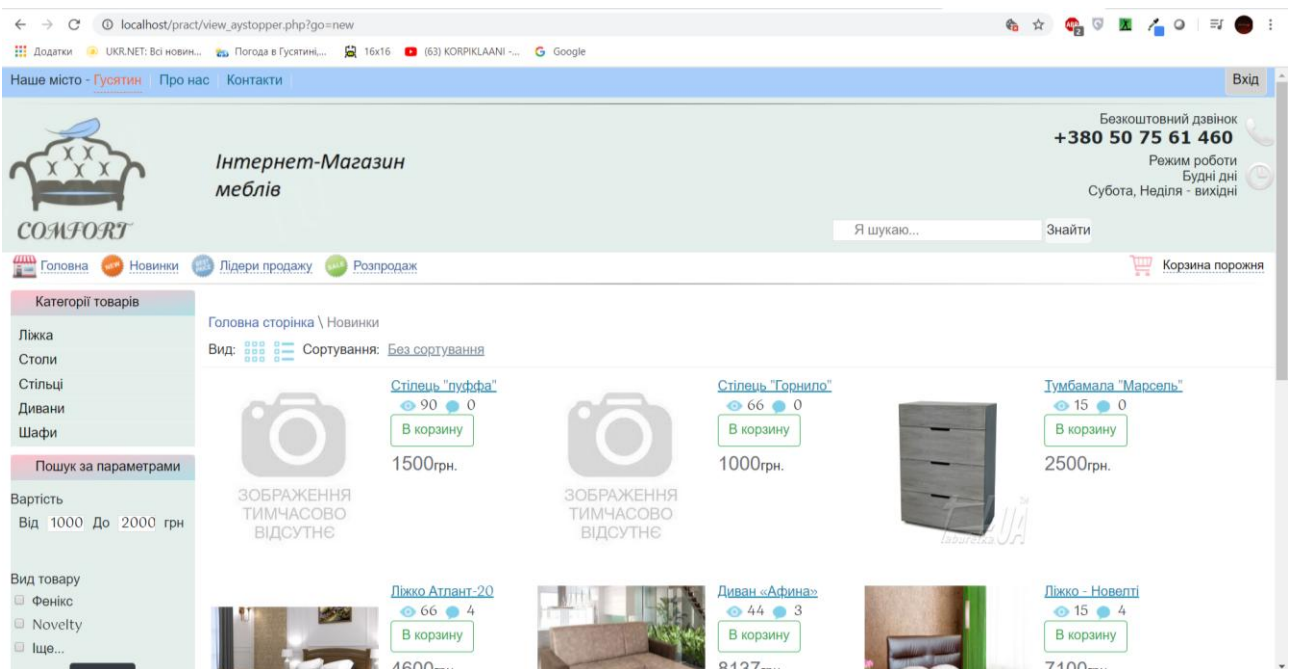 localhost/pract/view_aystopper.php?go=new
Додатки UKR.NET: Всі новин... Погода в Гусятині,... 16x16 (63) KORPIKLAANI -... Google
Наше місто - Гусятин Про нас Контакти Вхід
Безкоштовний дзвінок
+380 50 75 61 460
Інтернет-Магазин
меблів
Режим роботи
Будні дні
Субота, Неділя - вихідні
COMFORT
Я шукаю... Знайти
Головна Новинки Лідери продажу Розпродаж Корзина порожня
Категорії товарів
Ліжка
Столи
Стільці
Дивани
Шафи
Пошук за параметрами
Вартість
Від 1000 До 2000 грн
Вид товару
Фенікс
Novelty
Іще...
Головна сторінка \ Новинки
Вид: Сортування: Без сортування
ЗОБРАЖЕННЯ
ТИМЧАСОВО
ВІДСУТНЄ
Стілець "пуффа"
90 0
В корзину
1500грн.
ЗОБРАЖЕННЯ
ТИМЧАСОВО
ВІДСУТНЄ
Стілець "Горнило"
66 0
В корзину
1000грн.
Тумбамала "Марсель"
15 0
В корзину
2500грн.
Ліжко Атлант-20
66 4
В корзину
4600грн.
Диван «Афина»
44 3
В корзину
8137грн.
Ліжко - Новелті
15 4
В корзину
7100грн.